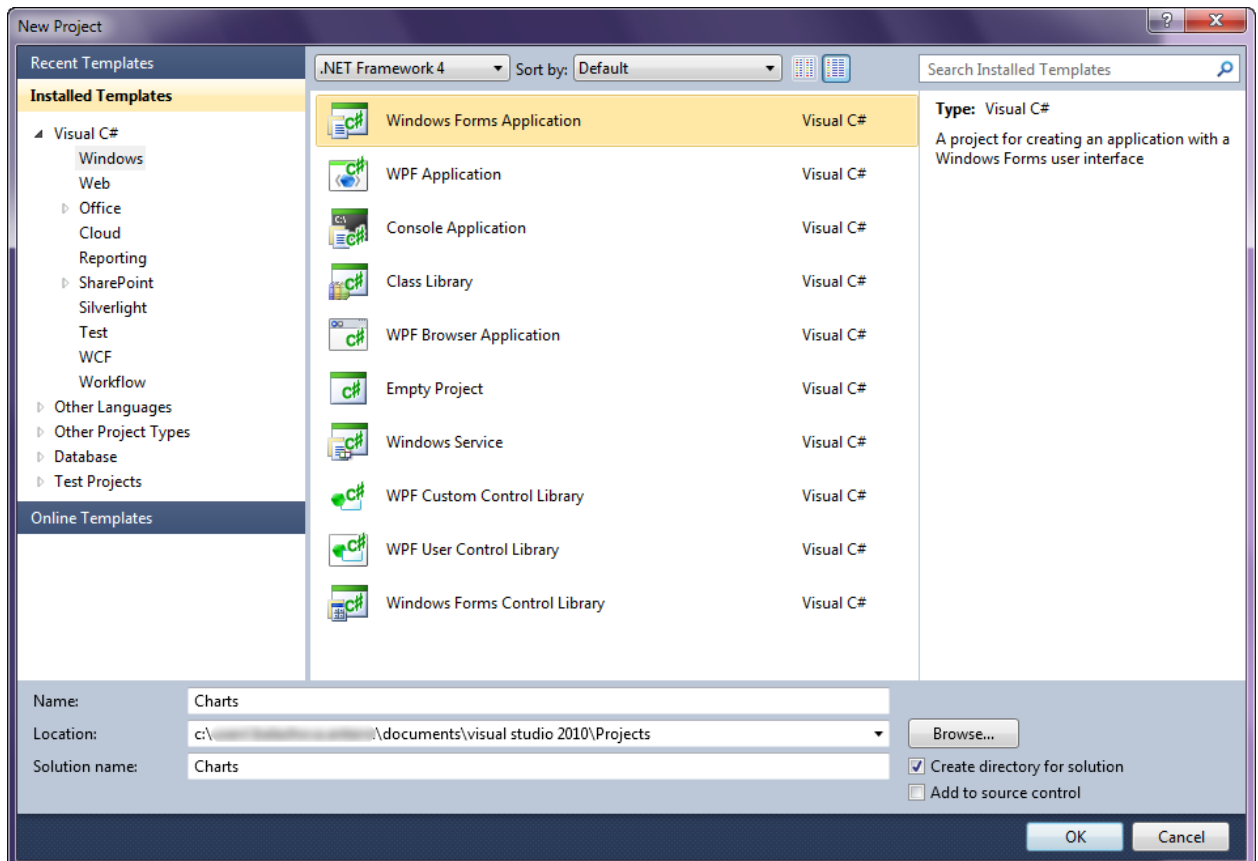 New Project
Recent Templates
Installed Templates
Visual C#
Windows
Web
Office
Cloud
Reporting
SharePoint
Silverlight
Test
WCF
Workflow
Other Languages
Other Project Types
Database
Test Projects
Online Templates
.NET Framework 4 Sort by: Default
Windows Forms Application Visual C#
WPF Application Visual C#
Console Application Visual C#
Class Library Visual C#
WPF Browser Application Visual C#
Empty Project Visual C#
Windows Service Visual C#
WPF Custom Control Library Visual C#
WPF User Control Library Visual C#
Windows Forms Control Library Visual C#
Search Installed Templates
Type: Visual C#
A project for creating an application with a
Windows Forms user interface
Name: Charts
Location: c:\ \documents\visual studio 2010\Projects Browse...
Solution name: Charts
Create directory for solution
Add to source control
OK Cancel